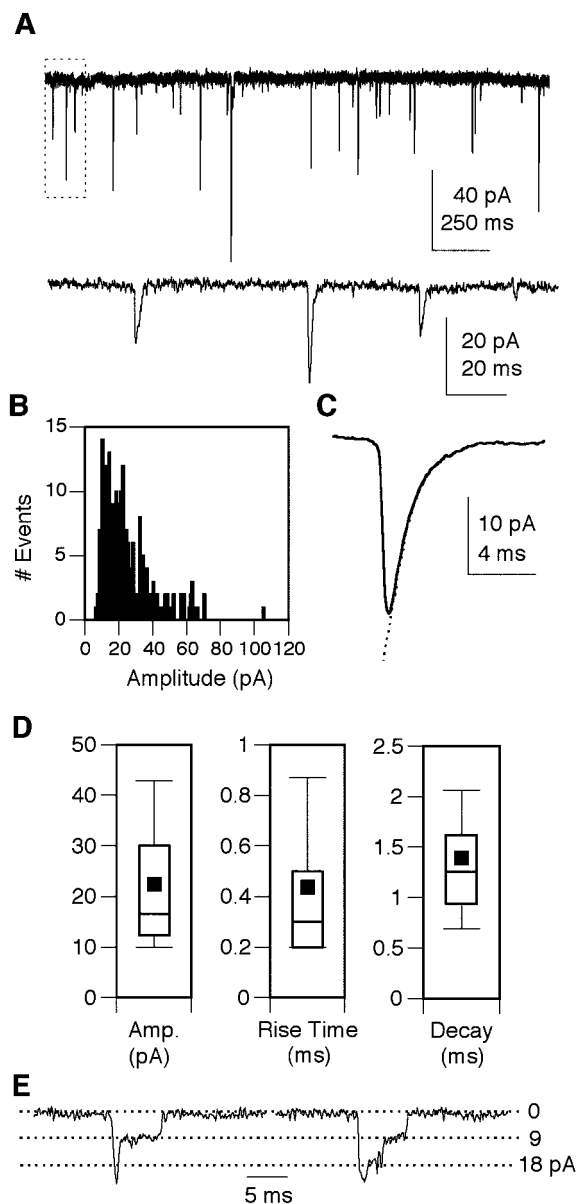 A
40 pA
250 ms
20 pA
20 ms
B
15
10
5
0
# Events
0 20 40 60 80 100 120
Amplitude (pA)
C
10 pA
4 ms
D
50
40
30
20
10
0
Amp.
(pA)
1
0.8
0.6
0.4
0.2
0
Rise Time
(ms)
2.5
2
1.5
1
0.5
0
Decay
(ms)
E
0
9
18 pA
5 ms